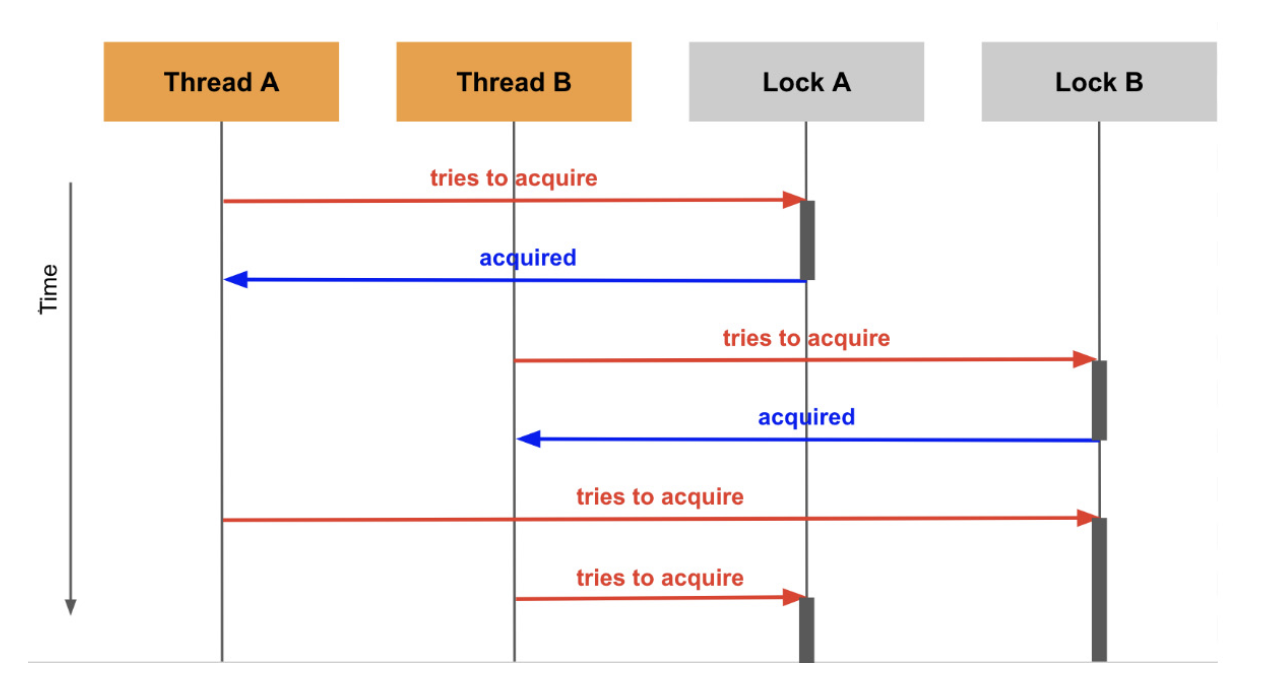 Thread A
Thread B
Lock A
Lock B
tries to acquire
acquired
Time
tries to acquire
acquired
tries to acquire
tries to acquire